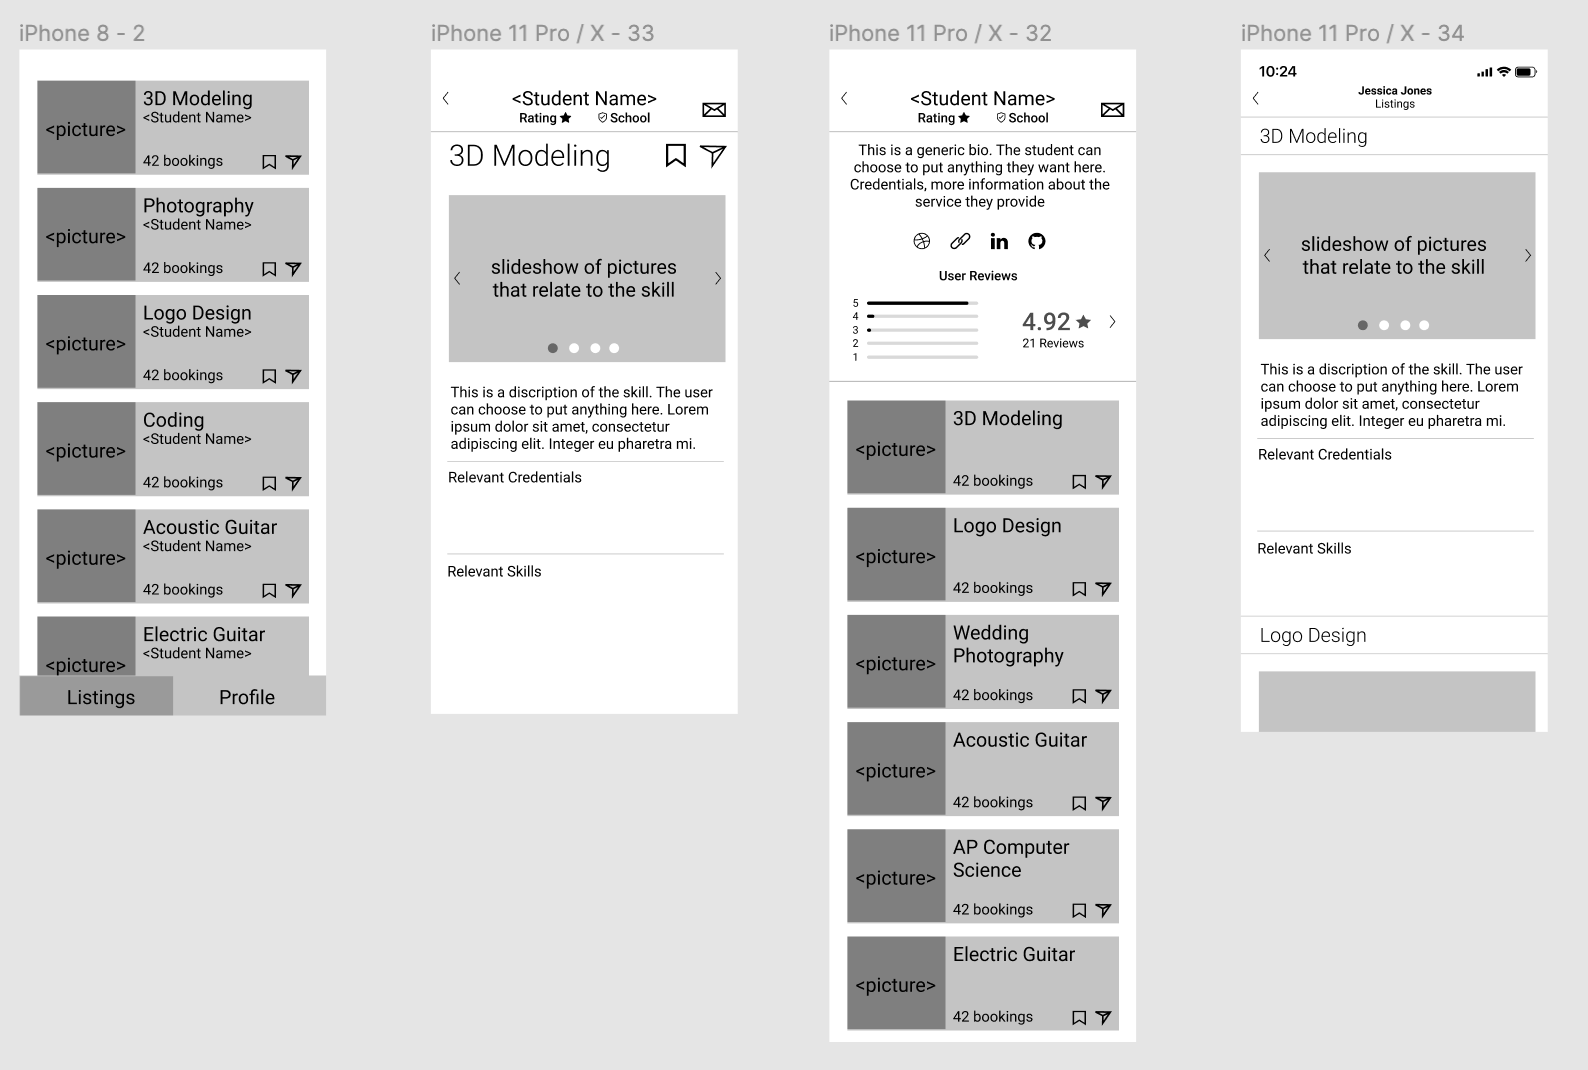 iPhone 8 - 2
3D Modeling
<Student Name>
<picture>
42 bookings
Photography
<Student Name>
<picture>
42 bookings
Logo Design
<Student Name>
<picture>
42 bookings
Coding
<Student Name>
<picture>
42 bookings
Acoustic Guitar
<Student Name>
<picture>
42 bookings
Electric Guitar
<Student Name>
<picture>
Listings
Profile
iPhone 11 Pro / X - 33
<Student Name>
Rating School
3D Modeling
slideshow of pictures
that relate to the skill
This is a discription of the skill. The user
can choose to put anything here. Lorem
ipsum dolor sit amet, consectetur
adipiscing elit. Integer eu pharetra mi.
Relevant Credentials
Relevant Skills
iPhone 11 Pro / X - 32
<Student Name>
Rating School
This is a generic bio. The student can
choose to put anything they want here.
Credentials, more information about the
service they provide
in
User Reviews
5
4
3
2
1
4.92
21 Reviews
3D Modeling
<picture>
42 bookings
Logo Design
<picture>
42 bookings
Wedding
Photography
<picture>
42 bookings
Acoustic Guitar
<picture>
42 bookings
AP Computer
Science
<picture>
42 bookings
Electric Guitar
<picture>
42 bookings
iPhone 11 Pro / X - 34
10:24
Jessica Jones
Listings
3D Modeling
slideshow of pictures
that relate to the skill
This is a discription of the skill. The user
can choose to put anything here. Lorem
ipsum dolor sit amet, consectetur
adipiscing elit. Integer eu pharetra mi.
Relevant Credentials
Relevant Skills
Logo Design